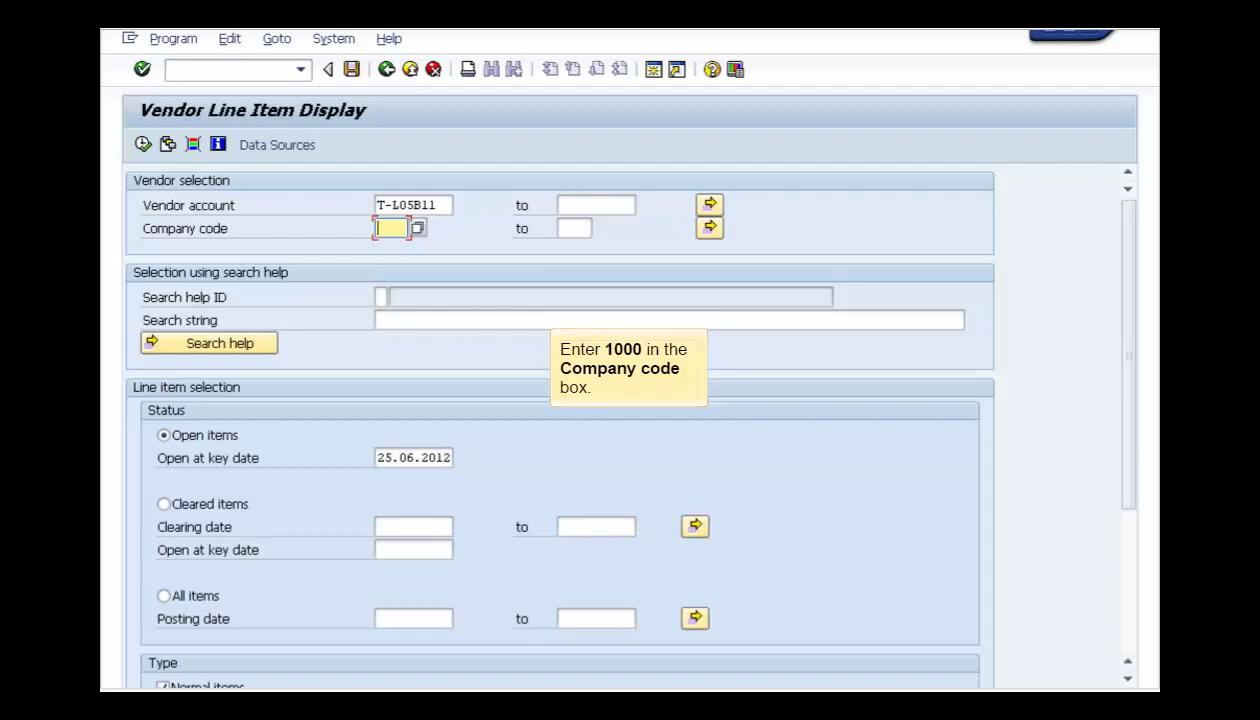 Program Edit Goto System Help
Vendor Line Item Display
Data Sources
Vendor selection
Vendor account T-L05B11 to
Company code to
Selection using search help
Search help ID
Search string
Search help
Enter 1000 in the
Company code
box.
Line item selection
Status
Open items
Open at key date 25.06.2012
Cleared items
Clearing date to
Open at key date
All items
Posting date to
Type
Normal items